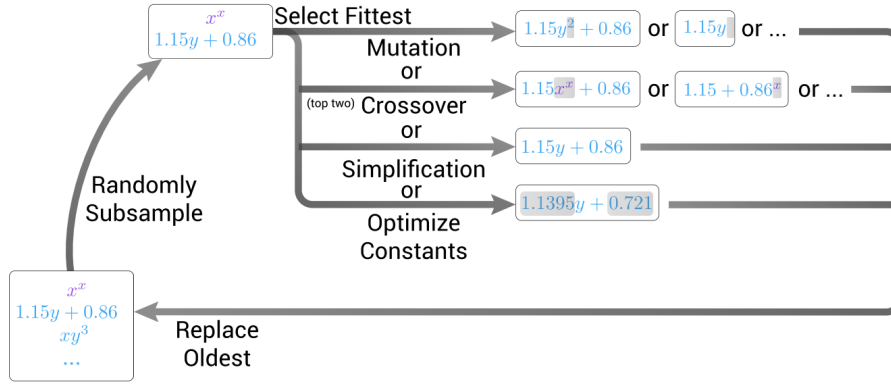 x^x
1.15y + 0.86
Select Fittest
1.15y^2 + 0.86 or 1.15y or ...
Mutation
or
1.15x^x + 0.86 or 1.15 + 0.86^x or ...
(top two) Crossover
or
1.15y + 0.86
Simplification
or
1.1395y + 0.721
Optimize
Constants
Randomly
Subsample
x^x
1.15y + 0.86
xy^3
...
Replace
Oldest